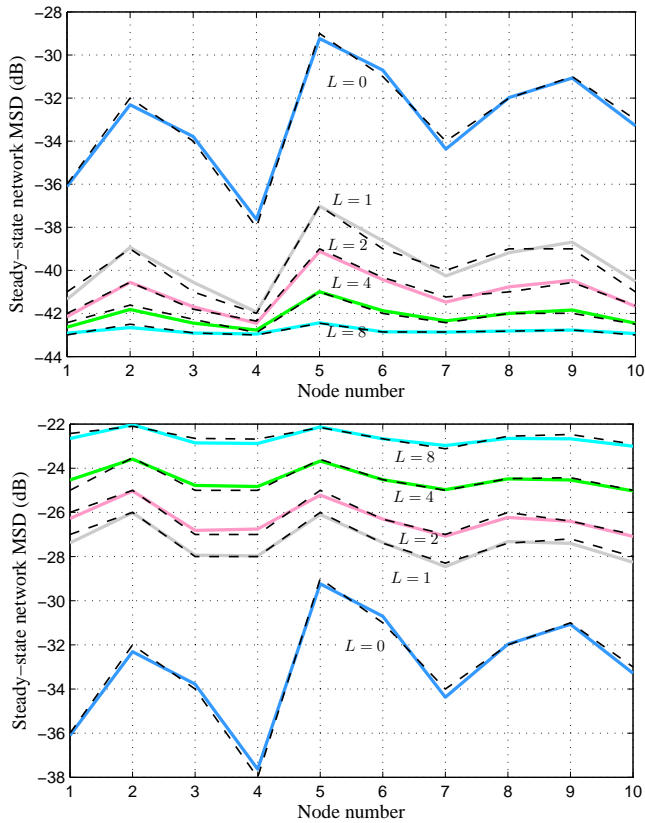 −28
−30
−32
−34
−36
−38
−40
−42
−44
Steady−state network MSD (dB)
L = 0
L = 1
L = 2
L = 4
L = 8
1 2 3 4 5 6 7 8 9 10
Node number
−22
−24
−26
−28
−30
−32
−34
−36
−38
Steady−state network MSD (dB)
L = 8
L = 4
L = 2
L = 1
L = 0
1 2 3 4 5 6 7 8 9 10
Node number